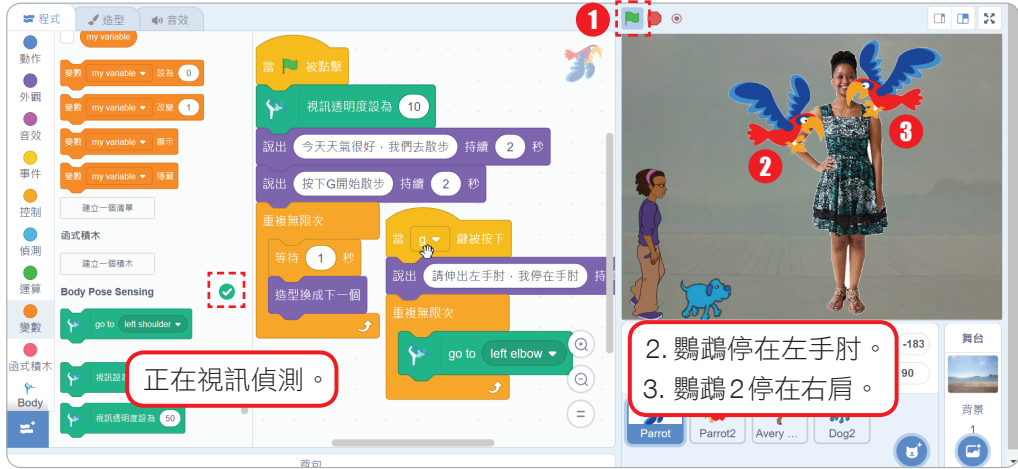 程式
造型
音效
1
動作
外觀
音效
事件
控制
偵測
運算
變數
函式積木
Body
my variable
變數 my variable 設為 0
變數 my variable 改變 1
變數 my variable 顯示
變數 my variable 隱藏
建立一個清單
函式積木
建立一個積木
Body Pose Sensing
go to left shoulder
視訊設
視訊透明度設為 50
正在視訊偵測。
當 被點擊
視訊透明度設為 10
說出 今天天氣很好,我們去散步 持續 2 秒
說出 按下G開始散步 持續 2 秒
重複無限次
等待 1 秒
造型換成下一個
當 g 鍵被按下
說出 請伸出左手肘,我停在手肘 持
重複無限次
go to left elbow
背包
2
3
2. 鸚鵡停在左手肘。
3. 鸚鵡2停在右肩。
-183
90
Parrot
Parrot2
Avery ...
Dog2
舞台
背景
1